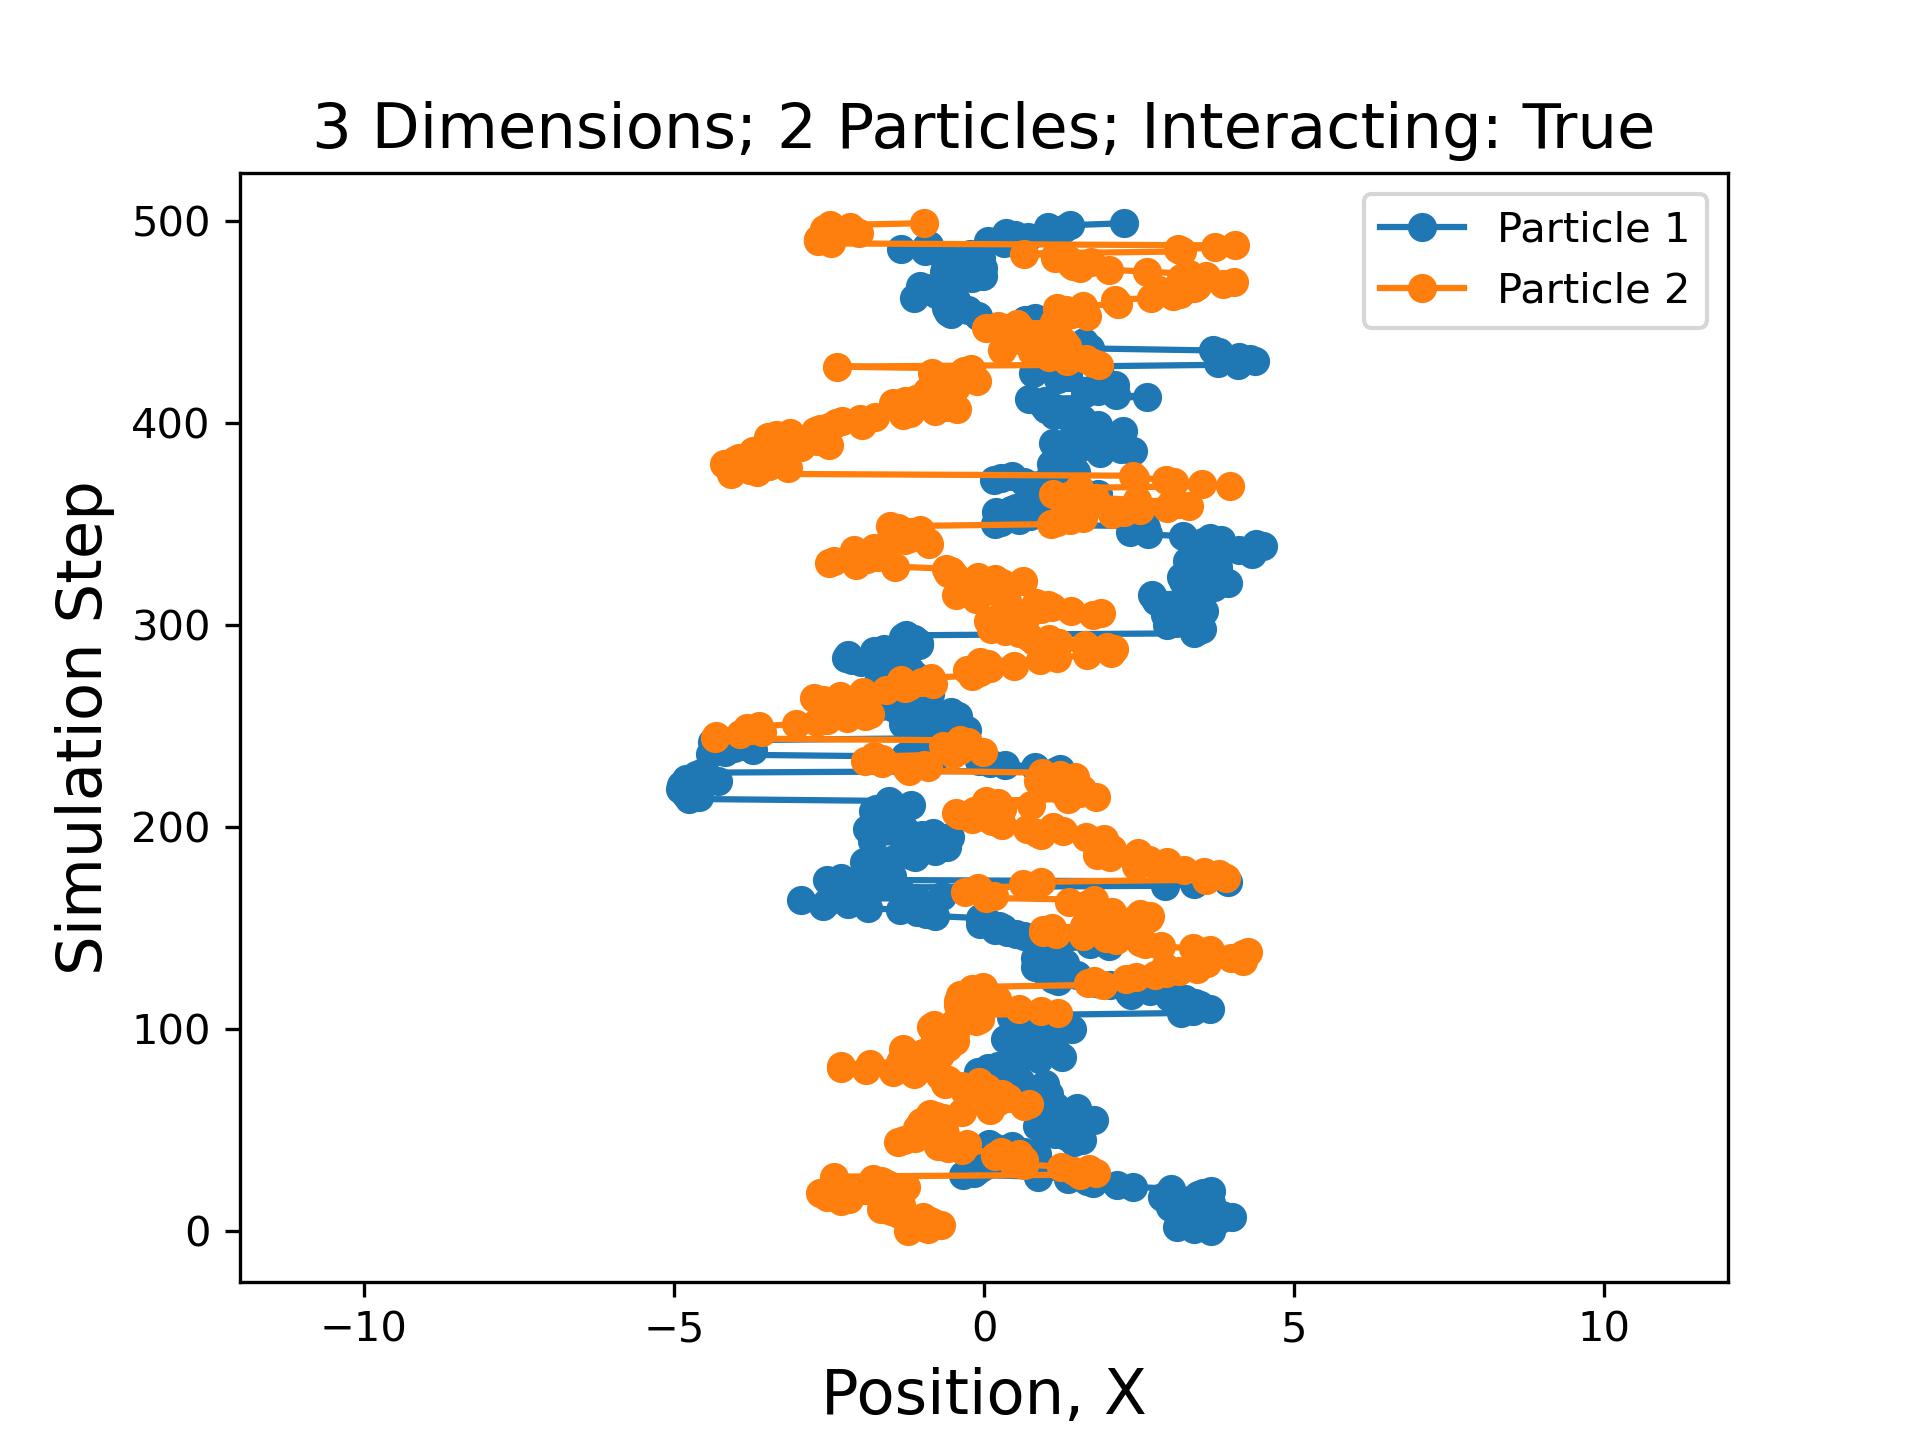 3 Dimensions; 2 Particles; Interacting: True
Particle 1
Particle 2
500
400
300
200
100
0
Simulation Step
−10
−5
0
5
10
Position, X